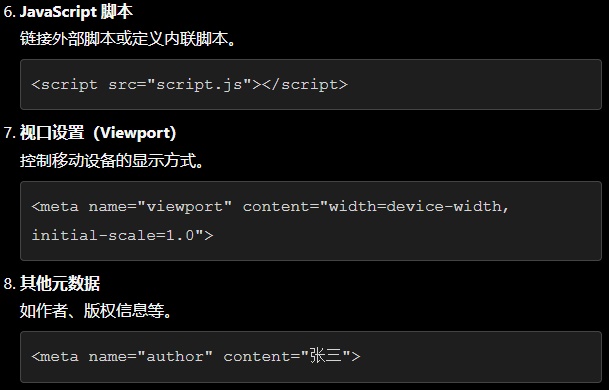 6. JavaScript 脚本
链接外部脚本或定义内联脚本。
<script src="script.js"></script>
7. 视口设置（Viewport）
控制移动设备的显示方式。
<meta name="viewport" content="width=device-width,
initial-scale=1.0">
8. 其他元数据
如作者、版权信息等。
<meta name="author" content="张三">